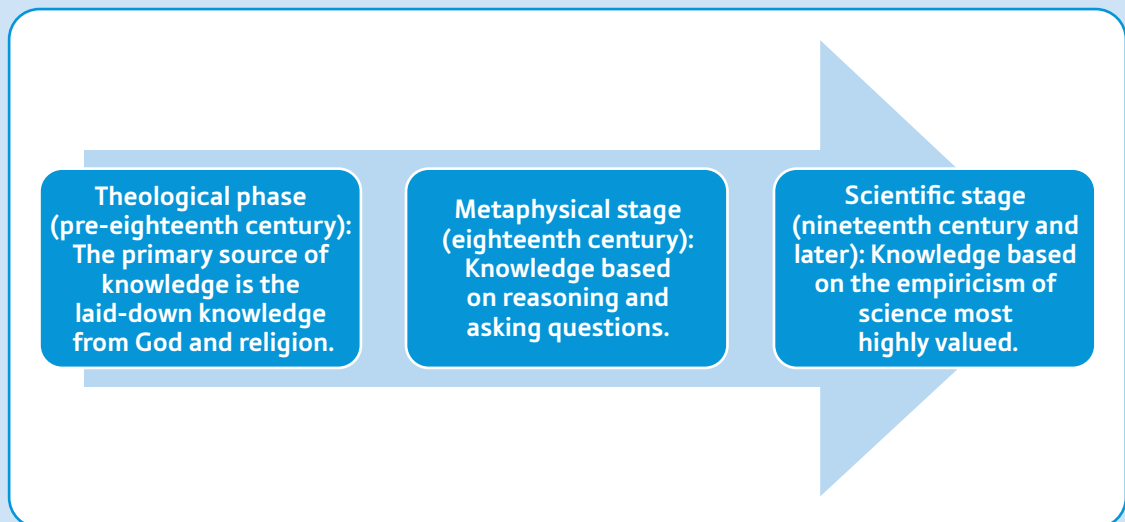 Theological phase
(pre-eighteenth century):
The primary source of
knowledge is the
laid-down knowledge
from God and religion.
Metaphysical stage
(eighteenth century):
Knowledge based
on reasoning and
asking questions.
Scientific stage
(nineteenth century and
later): Knowledge based
on the empiricism of
science most
highly valued.